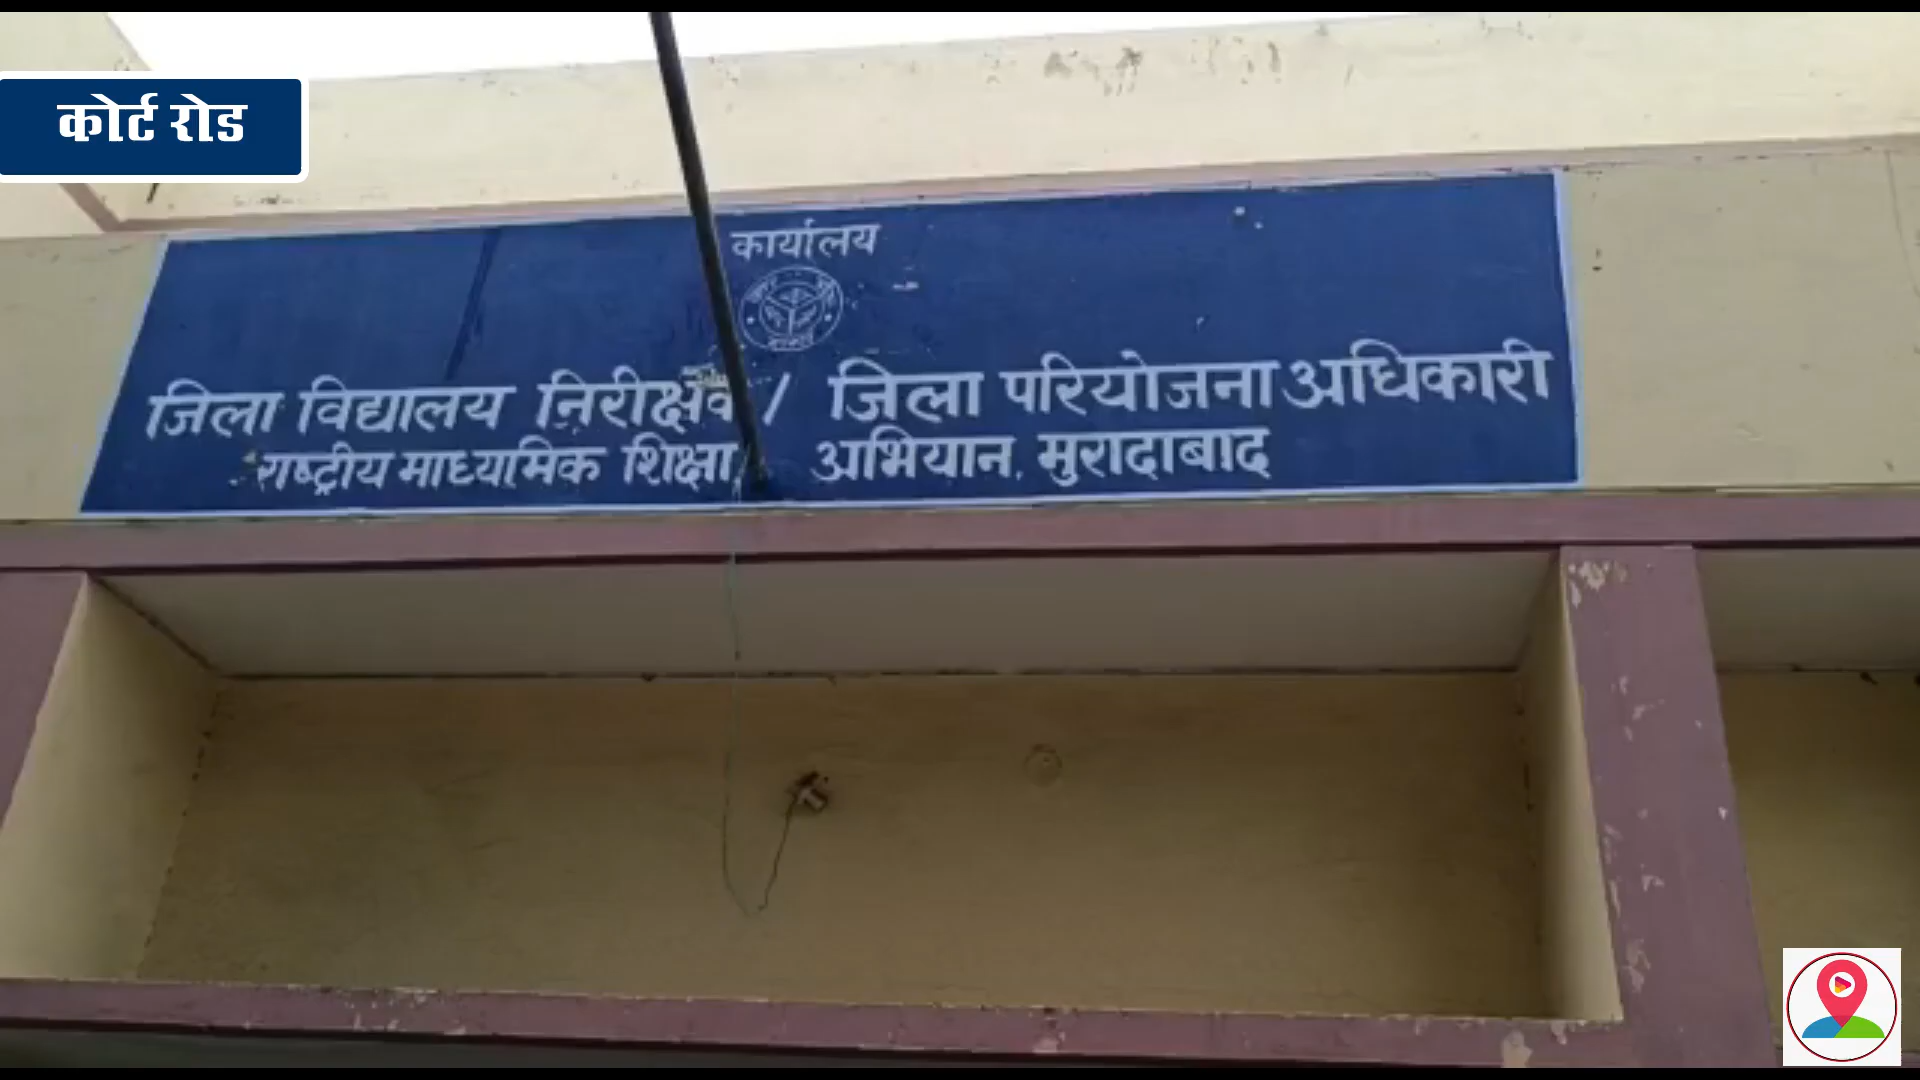 कोर्ट रोड
कार्यालय
जिला विद्यालय निरीक्षक / जिला परियोजना अधिकारी
राष्ट्रीय माध्यमिक शिक्षा अभियान, मुरादाबाद